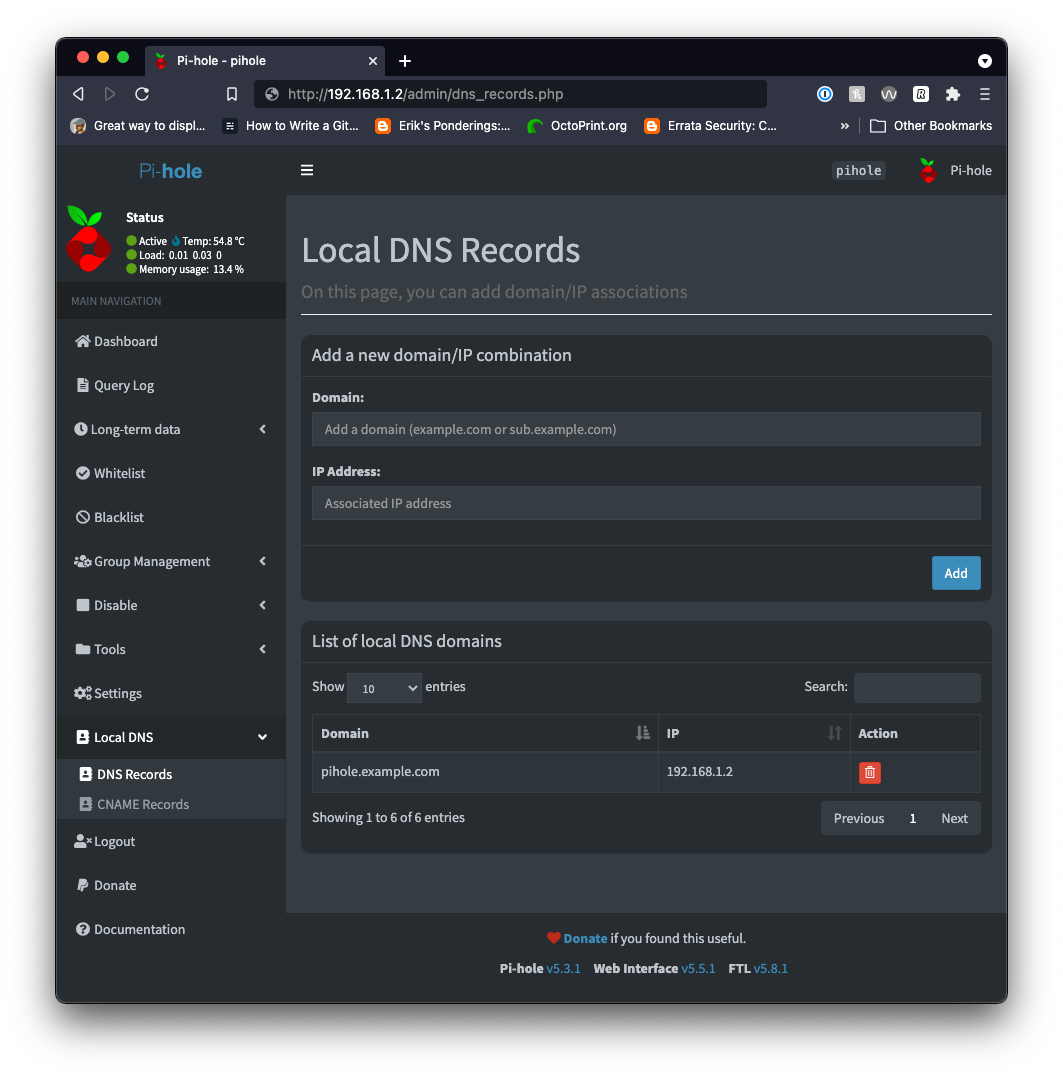 Pi-hole - pihole
http://192.168.1.2/admin/dns_records.php
Great way to displ... How to Write a Git... Erik's Ponderings:... OctoPrint.org Errata Security: C... » Other Bookmarks
Pi-hole
pihole Pi-hole
Status
Active Temp: 54.8 °C
Load: 0.01 0.03 0
Memory usage: 13.4 %
MAIN NAVIGATION
Dashboard
Query Log
Long-term data
Whitelist
Blacklist
Group Management
Disable
Tools
Settings
Local DNS
DNS Records
CNAME Records
Logout
Donate
Documentation
Local DNS Records
On this page, you can add domain/IP associations
Add a new domain/IP combination
Domain:
Add a domain (example.com or sub.example.com)
IP Address:
Associated IP address
Add
List of local DNS domains
Show 10 entries Search:
Domain IP Action
pihole.example.com 192.168.1.2
Showing 1 to 6 of 6 entries Previous 1 Next
Donate if you found this useful.
Pi-hole v5.3.1 Web Interface v5.5.1 FTL v5.8.1